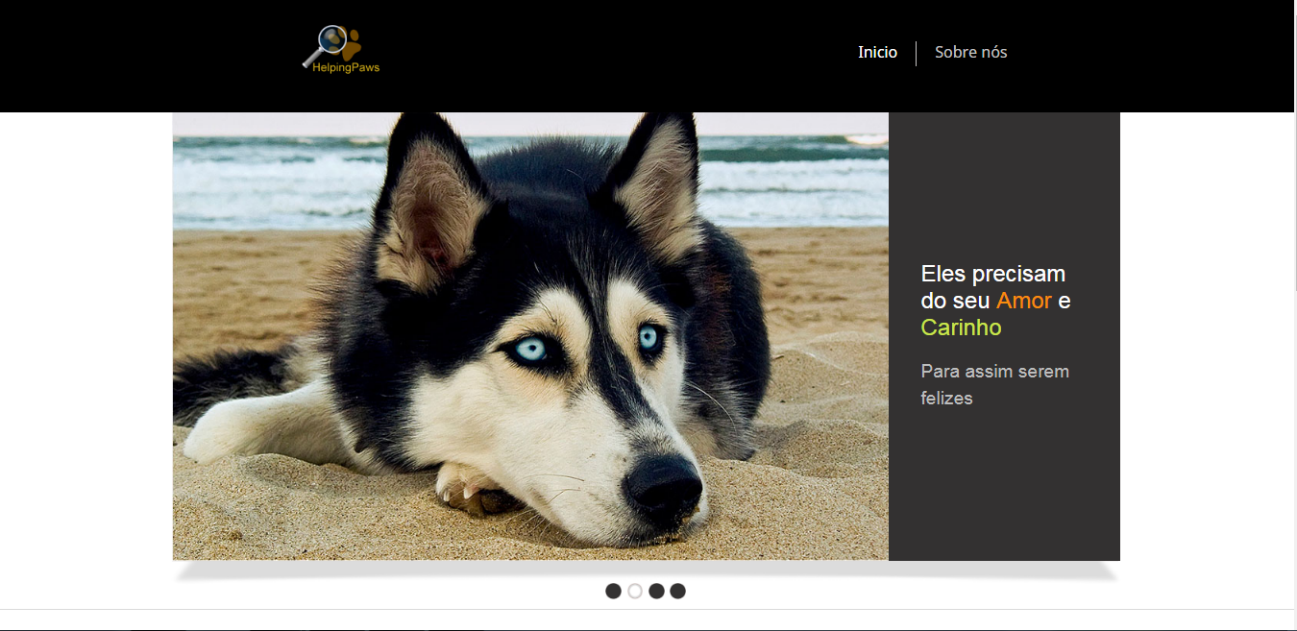 HelpingPaws
Inicio
Sobre nós
Eles precisam
do seu Amor e
Carinho
Para assim serem
felizes